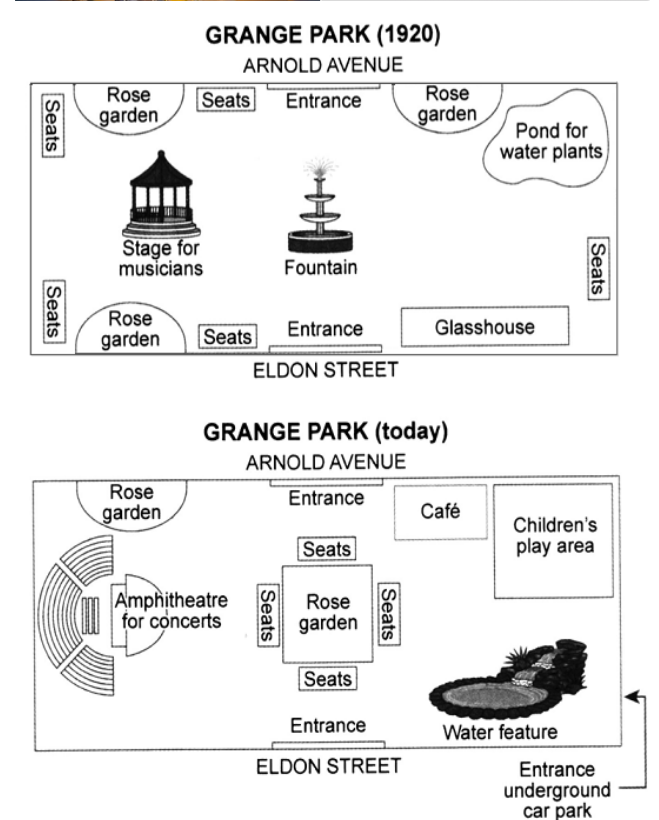 GRANGE PARK (1920)
ARNOLD AVENUE
Seats
Rose
garden
Seats
Entrance
Rose
garden
Pond for
water plants
Stage for
musicians
Fountain
Seats
Seats
Rose
garden
Seats
Entrance
Glasshouse
ELDON STREET
GRANGE PARK (today)
ARNOLD AVENUE
Rose
garden
Entrance
Café
Children's
play area
Seats
Amphitheatre
for concerts
Seats
Rose
garden
Seats
Seats
Entrance
Water feature
ELDON STREET
Entrance
underground
car park